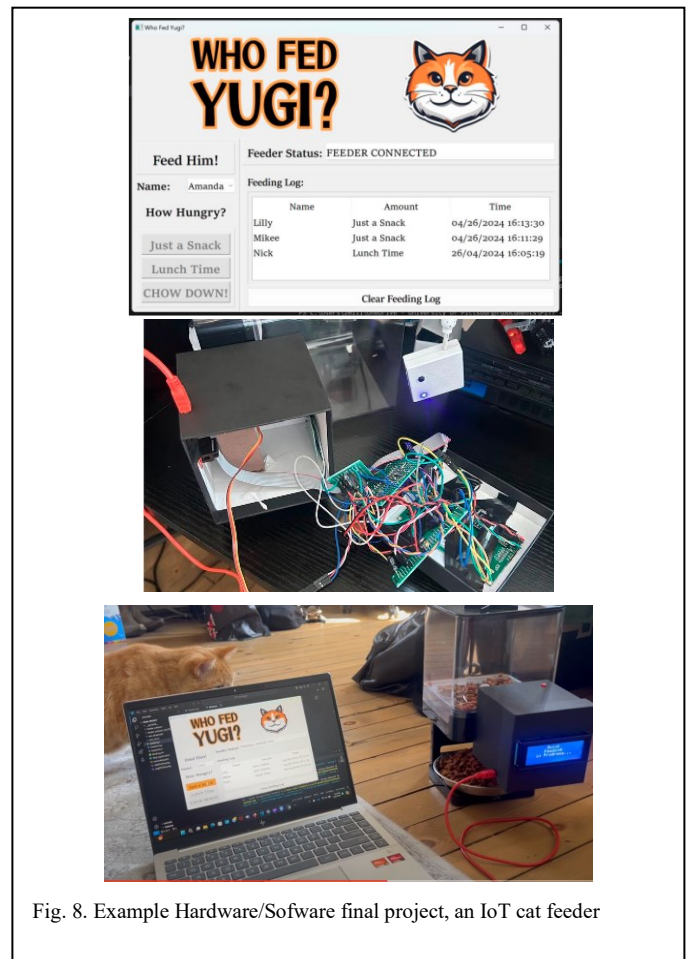 Who Fed Yugi?
WHO FED
YUGI?
Feed Him!
Feeder Status: FEEDER CONNECTED
Name: Amanda
Feeding Log:
How Hungry?
Name Amount Time
Lilly Just a Snack 04/26/2024 16:13:30
Mikee Just a Snack 04/26/2024 16:11:29
Nick Lunch Time 26/04/2024 16:05:19
Just a Snack
Lunch Time
CHOW DOWN!
Clear Feeding Log
WHO FED
YUGI?
Fig. 8. Example Hardware/Sofware final project, an IoT cat feeder